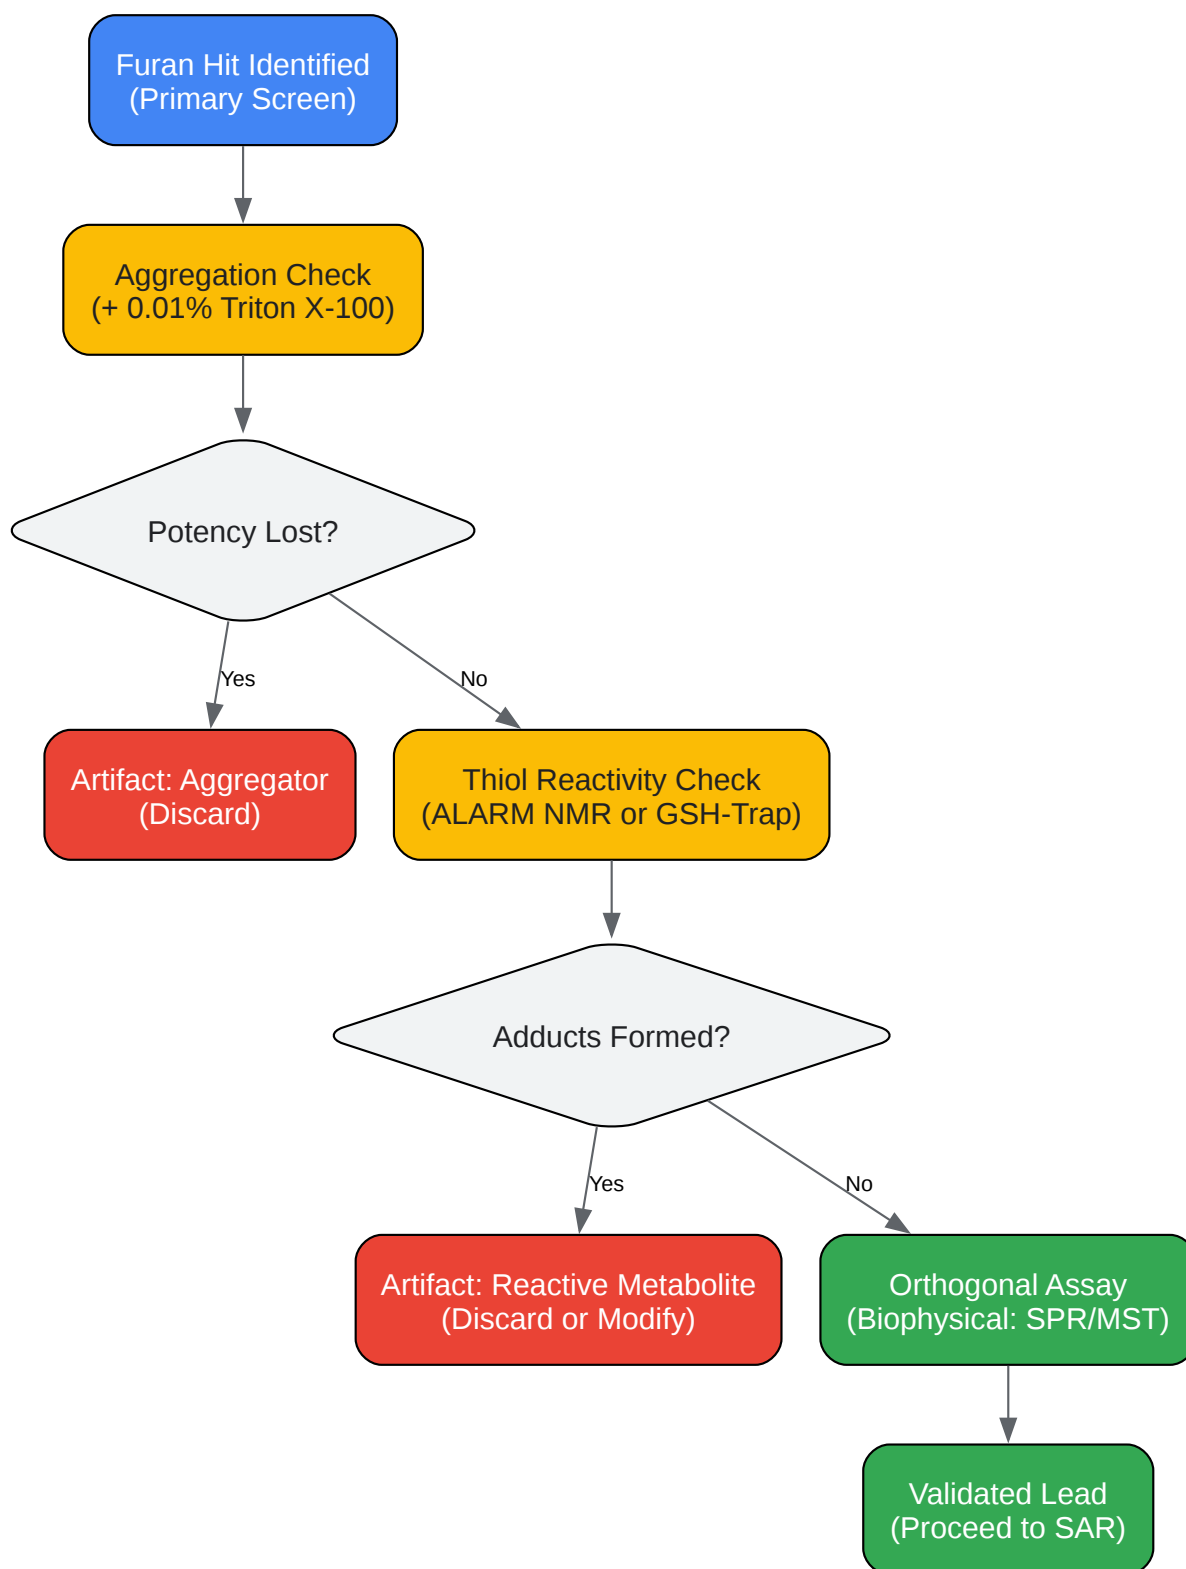 Furan Hit Identified
(Primary Screen)
Aggregation Check
(+ 0.01% Triton X-100)
Potency Lost?
Yes
No
Artifact: Aggregator
(Discard)
Thiol Reactivity Check
(ALARM NMR or GSH-Trap)
Adducts Formed?
Yes
No
Artifact: Reactive Metabolite
(Discard or Modify)
Orthogonal Assay
(Biophysical: SPR/MST)
Validated Lead
(Proceed to SAR)